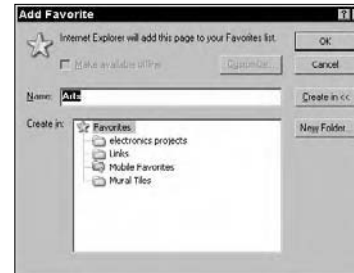 Add Favorite
Internet Explorer will add this page to your Favorites list.
OK
Make available offline
Customize...
Cancel
Name:
Create in <<
Create in:
Favorites
New Folder...
electronics projects
Links
Mobile Favorites
Mural Tiles